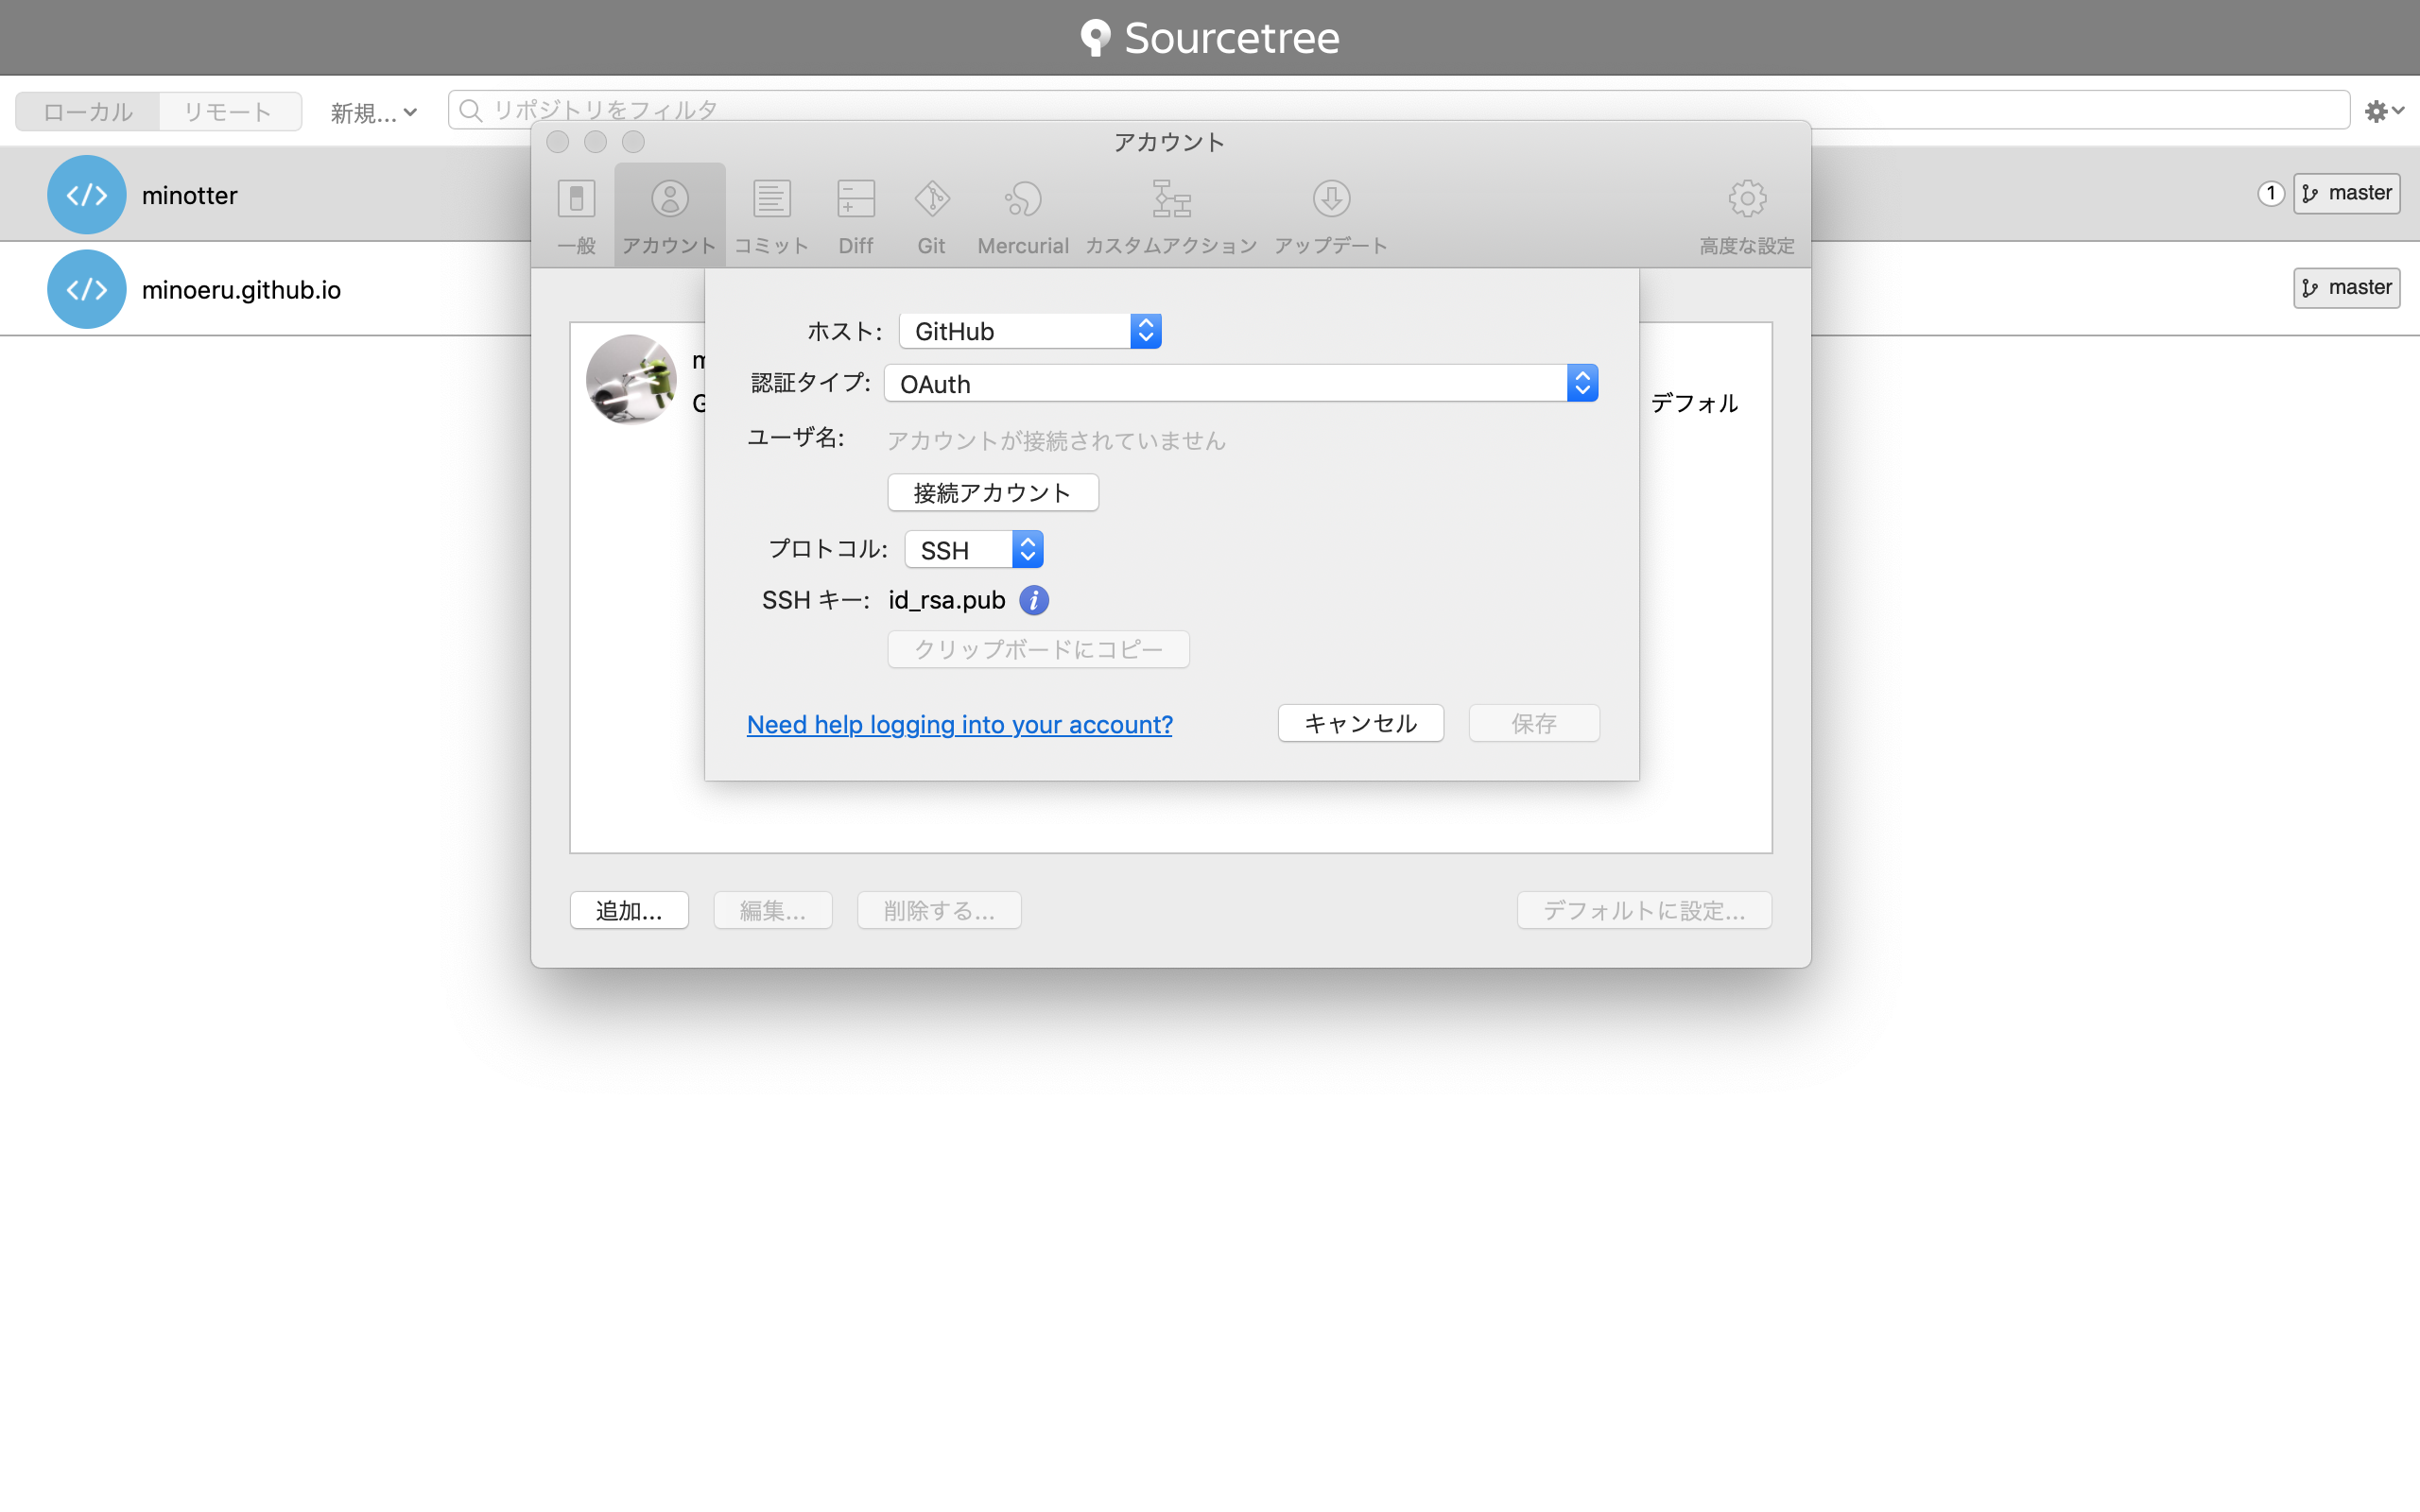 Sourcetree
ローカル リモート 新規... リポジトリをフィルタ
アカウント
minotter 1 master
一般 アカウント コミット Diff Git Mercurial カスタムアクション アップデート 高度な設定
minoeru.github.io master
ホスト: GitHub
認証タイプ: OAuth
デフォル
ユーザ名: アカウントが接続されていません
接続アカウント
プロトコル: SSH
SSH キー: id_rsa.pub
クリップボードにコピー
Need help logging into your account? キャンセル 保存
追加... 編集... 削除する... デフォルトに設定...